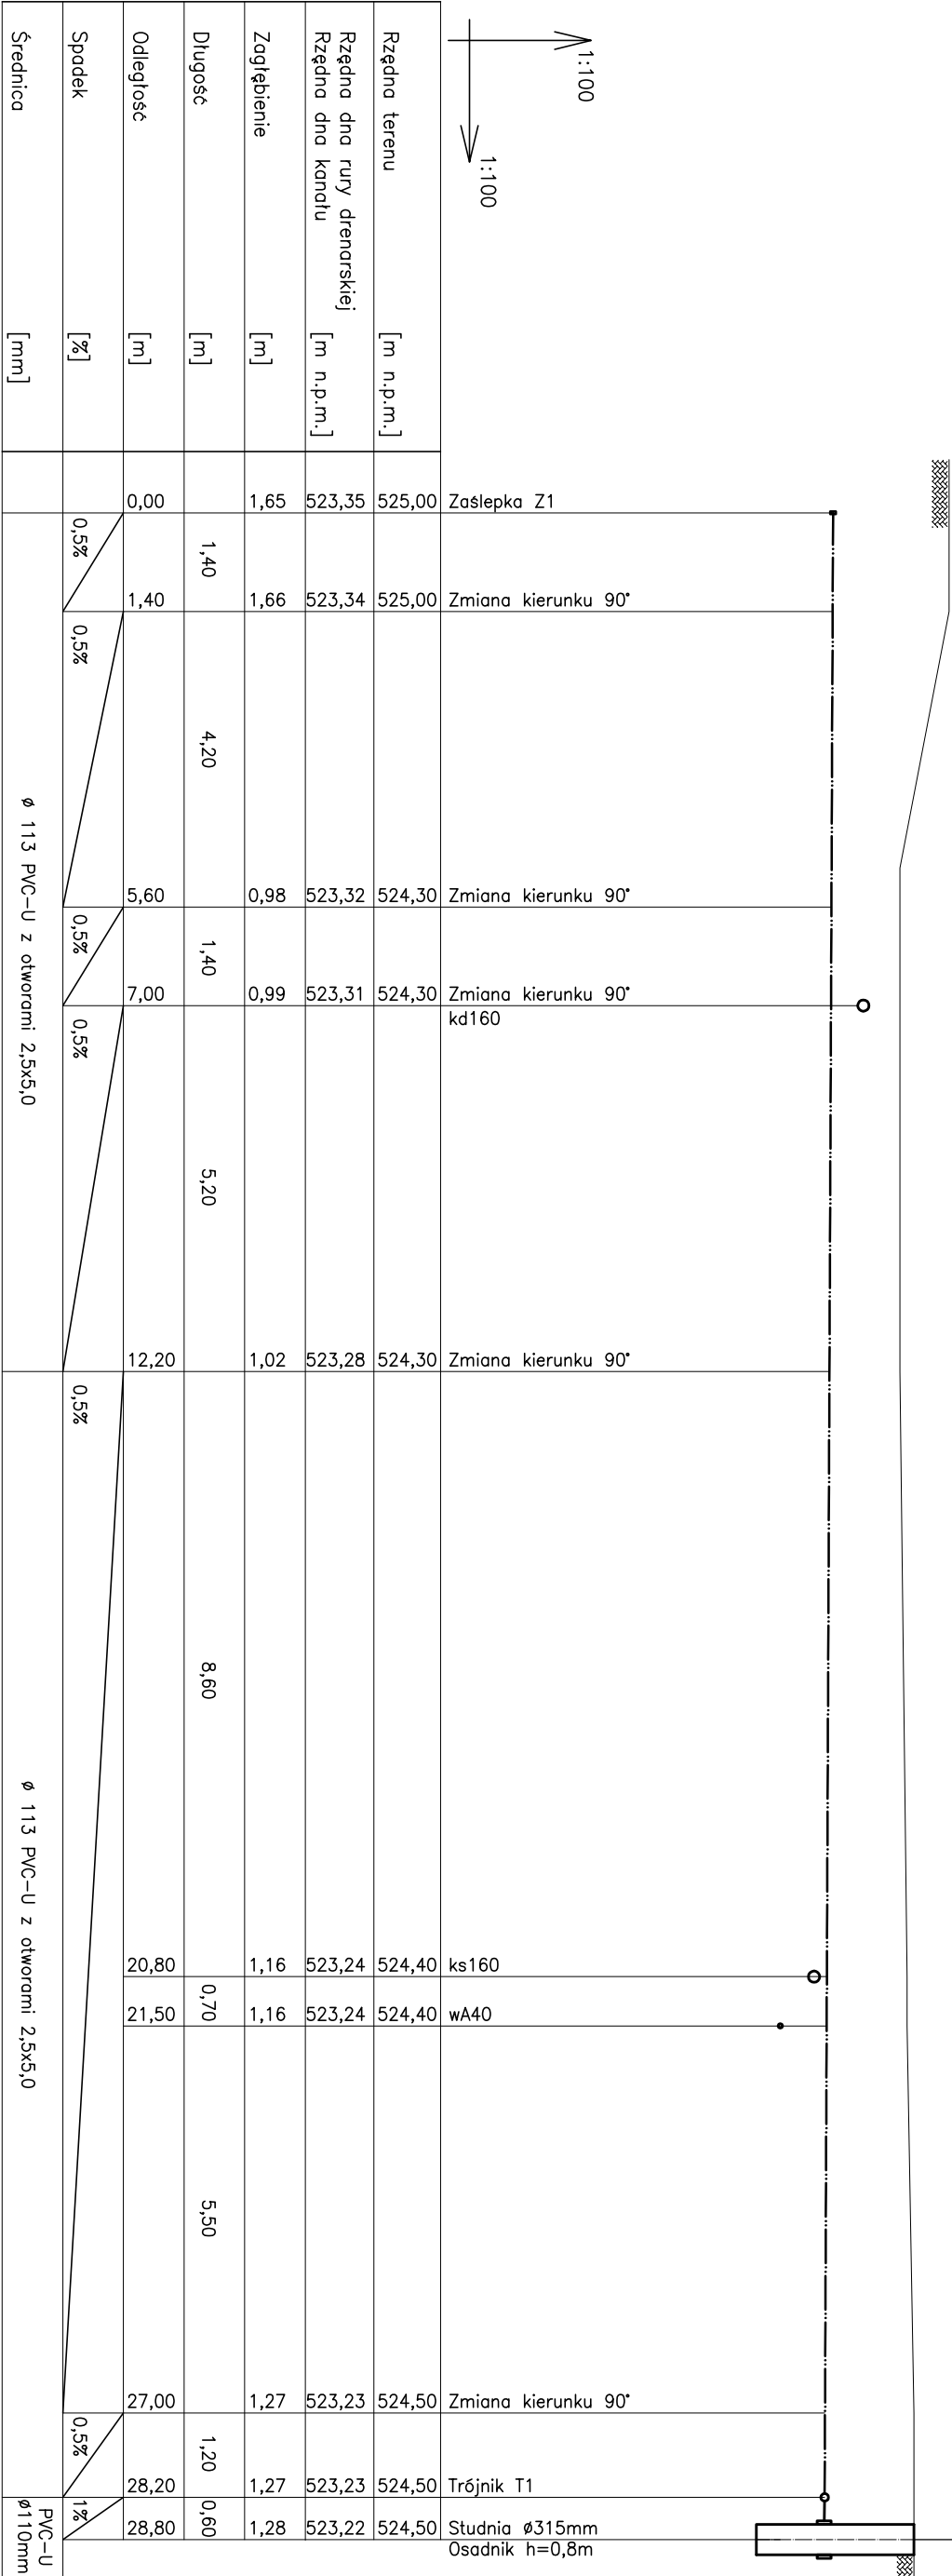 1:100
1:100
Rzędna terenu [m n.p.m.]
Rzędna dna rury drenarskiej
Rzędna dna kanału [m n.p.m.]
Zagłębienie [m]
Długość [m]
Odległość [m]
Spadek [%]
Średnica [mm]
0,00 1,65 523,35 525,00 Zaślepka Z1
0,5% 1,40
1,40 1,66 523,34 525,00 Zmiana kierunku 90°
0,5% 4,20
5,60 0,98 523,32 524,30 Zmiana kierunku 90°
0,5% 1,40
7,00 0,99 523,31 524,30 Zmiana kierunku 90°
kd160
0,5% 5,20
12,20 1,02 523,28 524,30 Zmiana kierunku 90°
ø 113 PVC-U z otworami 2,5x5,0
0,5% 8,60
20,80 1,16 523,24 524,40 ks160
0,70
21,50 1,16 523,24 524,40 wA40
5,50
27,00 1,27 523,23 524,50 Zmiana kierunku 90°
0,5% 1,20
28,20 1,27 523,23 524,50 Trójnik T1
ø 113 PVC-U z otworami 2,5x5,0
1% 0,60
28,80 1,28 523,22 524,50 Studnia ø315mm
Osadnik h=0,8m
PVC-U
ø110mm